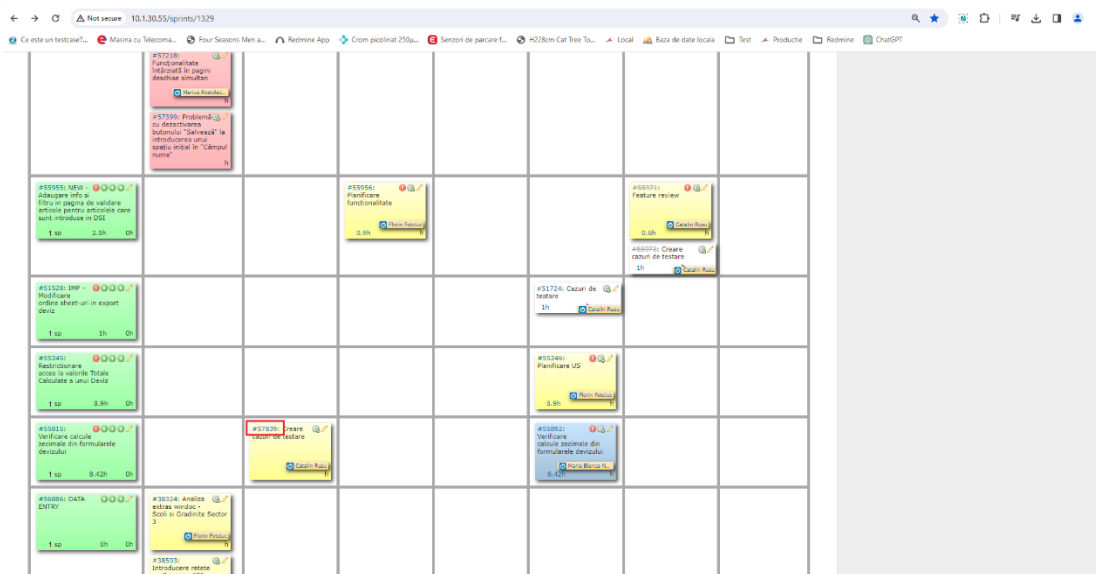 Not secure
10.1.30.55/sprints/1329
Ce este un testcase?...
Masina cu Telecoma...
Four Seasons Men a...
Redmine App
Crom picolinat 250µ...
Senzori de parcare f...
H228cm Cat Tree To...
Local
Baza de date locala
Test
Productie
Redmine
ChatGPT
#57218:
Funcționalitate
întârziată în pagini
deschise simultan
h
#57399: Problemă
cu dezactivarea
butonului "Salvează" la
introducerea unui
spațiu inițial în "Câmpul
nume"
h
#55955: NEW -
Adaugare info si
filtru in pagina de validare
articole pentru articolele care
sunt introduse in DSI
1 sp 2.5h 0h
#55956:
Planificare
functionalitate
Florin Fotciuc
0.9h h
#55971:
Feature review
Catalin Rusu
0.6h h
#55973: Creare
cazuri de testare
1h Catalin Rusu
#51528: IMP -
Modificare
ordine sheet-uri in export
deviz
1 sp 1h 0h
#51724: Cazuri de
testare
1h Catalin Rusu
#55245:
Restrictionare
acces la valorile Totale
Calculate a unui Deviz
1 sp 8.9h 0h
#55246:
Planificare US
Florin Fotciuc
8.9h h
#55815:
Verificare calcule
zecimale din formularele
devizului
1 sp 8.42h 0h
#57839: Creare
cazuri de testare
Catalin Rusu
h
#55892:
Verificare
calcule zecimale din
formularele devizului
Maria Bianca N...
8.42h h
#56886: DATA
ENTRY
1 sp 0h 0h
#38324: Analiza
extras windoc -
Scoli si Gradinite Sector
3
Florin Fotciuc
h
#38503:
Introducere retete